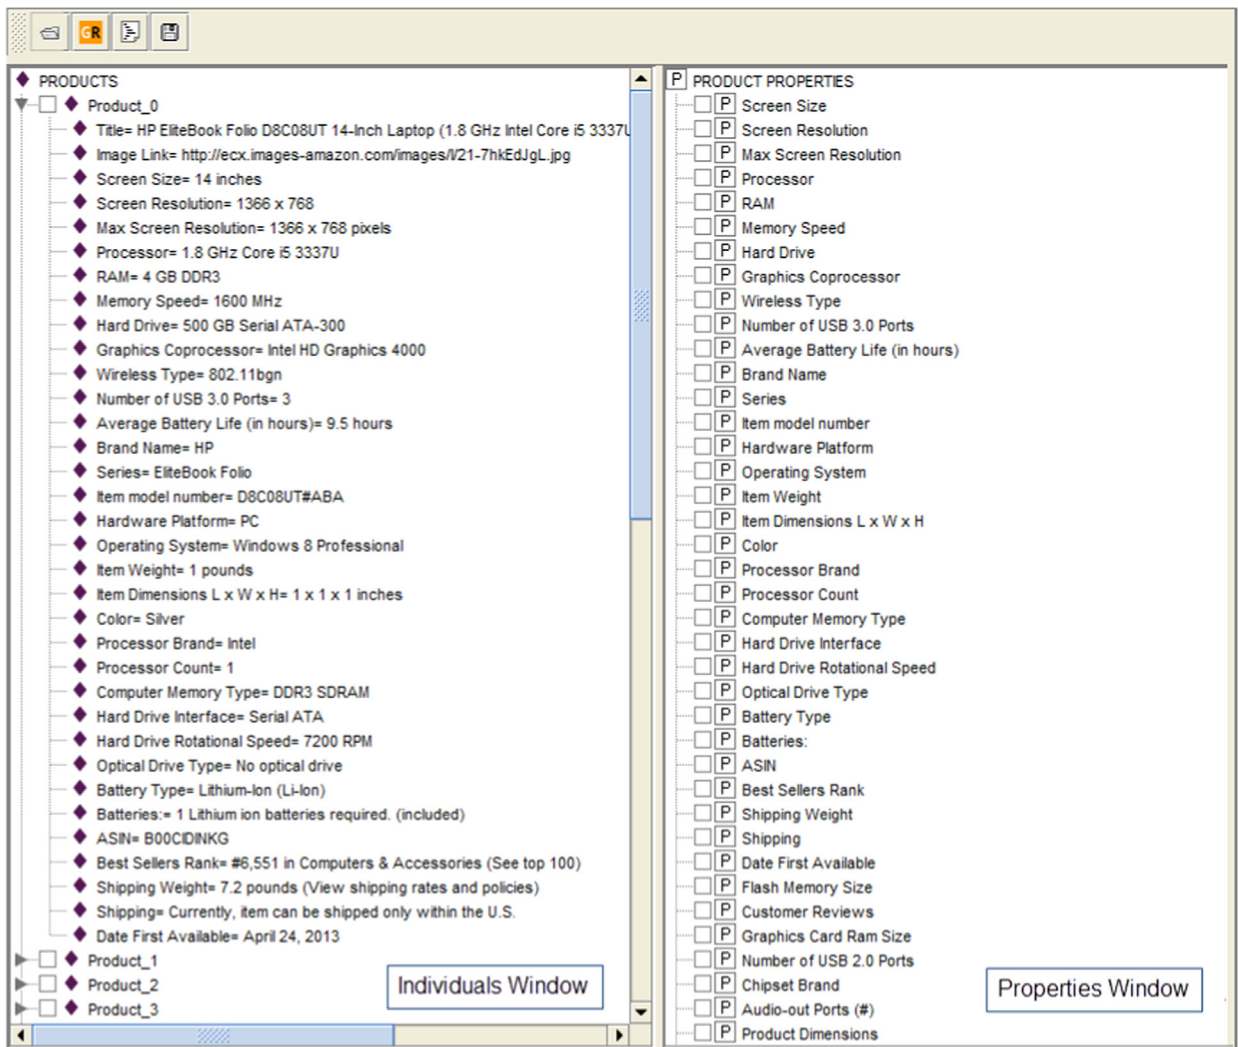 GR
PRODUCTS
Product_0
Title= HP EliteBook Folio D8C08UT 14-Inch Laptop (1.8 GHz Intel Core i5 3337U
Image Link= http://ecx.images-amazon.com/images/I/21-7hkEdJgL.jpg
Screen Size= 14 inches
Screen Resolution= 1366 x 768
Max Screen Resolution= 1366 x 768 pixels
Processor= 1.8 GHz Core i5 3337U
RAM= 4 GB DDR3
Memory Speed= 1600 MHz
Hard Drive= 500 GB Serial ATA-300
Graphics Coprocessor= Intel HD Graphics 4000
Wireless Type= 802.11bgn
Number of USB 3.0 Ports= 3
Average Battery Life (in hours)= 9.5 hours
Brand Name= HP
Series= EliteBook Folio
Item model number= D8C08UT#ABA
Hardware Platform= PC
Operating System= Windows 8 Professional
Item Weight= 1 pounds
Item Dimensions L x W x H= 1 x 1 x 1 inches
Color= Silver
Processor Brand= Intel
Processor Count= 1
Computer Memory Type= DDR3 SDRAM
Hard Drive Interface= Serial ATA
Hard Drive Rotational Speed= 7200 RPM
Optical Drive Type= No optical drive
Battery Type= Lithium-Ion (Li-Ion)
Batteries:= 1 Lithium ion batteries required. (included)
ASIN= B00CIDINKG
Best Sellers Rank= #6,551 in Computers & Accessories (See top 100)
Shipping Weight= 7.2 pounds (View shipping rates and policies)
Shipping= Currently, item can be shipped only within the U.S.
Date First Available= April 24, 2013
Product_1
Product_2
Product_3
Individuals Window
P PRODUCT PROPERTIES
P Screen Size
P Screen Resolution
P Max Screen Resolution
P Processor
P RAM
P Memory Speed
P Hard Drive
P Graphics Coprocessor
P Wireless Type
P Number of USB 3.0 Ports
P Average Battery Life (in hours)
P Brand Name
P Series
P Item model number
P Hardware Platform
P Operating System
P Item Weight
P Item Dimensions L x W x H
P Color
P Processor Brand
P Processor Count
P Computer Memory Type
P Hard Drive Interface
P Hard Drive Rotational Speed
P Optical Drive Type
P Battery Type
P Batteries:
P ASIN
P Best Sellers Rank
P Shipping Weight
P Shipping
P Date First Available
P Flash Memory Size
P Customer Reviews
P Graphics Card Ram Size
P Number of USB 2.0 Ports
P Chipset Brand
P Audio-out Ports (#)
P Product Dimensions
Properties Window